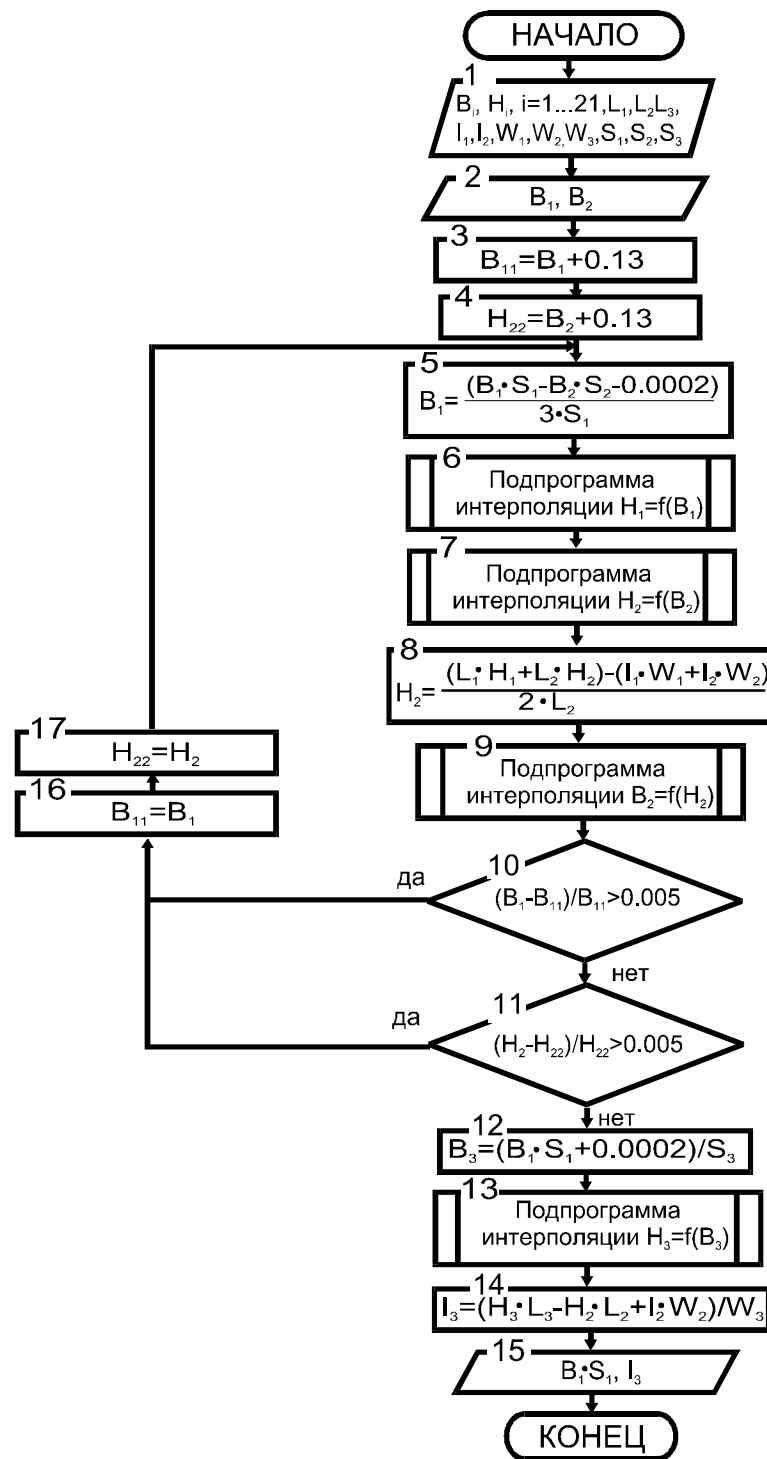 НАЧАЛО
1
Bᵢ, Hᵢ, i=1...21,L₁,L₂L₃,
I₁,I₂,W₁,W₂,W₃,S₁,S₂,S₃
2
B₁, B₂
3
B₁₁=B₁+0.13
4
H₂₂=B₂+0.13
5
(B₁•S₁-B₂•S₂-0.0002)
B₁=
3•S₁
6
Подпрограмма
интерполяции H₁=f(B₁)
7
Подпрограмма
интерполяции H₂=f(B₂)
8
(L₁•H₁+L₂•H₂)-(I₁•W₁+I₂•W₂)
H₂=
2•L₂
17
H₂₂=H₂
9
Подпрограмма
интерполяции B₂=f(H₂)
16
B₁₁=B₁
10
да
(B₁-B₁₁)/B₁₁>0.005
нет
11
да
(H₂-H₂₂)/H₂₂>0.005
нет
12
B₃=(B₁•S₁+0.0002)/S₃
13
Подпрограмма
интерполяции H₃=f(B₃)
14
I₃=(H₃•L₃-H₂•L₂+I₂•W₂)/W₃
15
B₁•S₁, I₃
КОНЕЦ